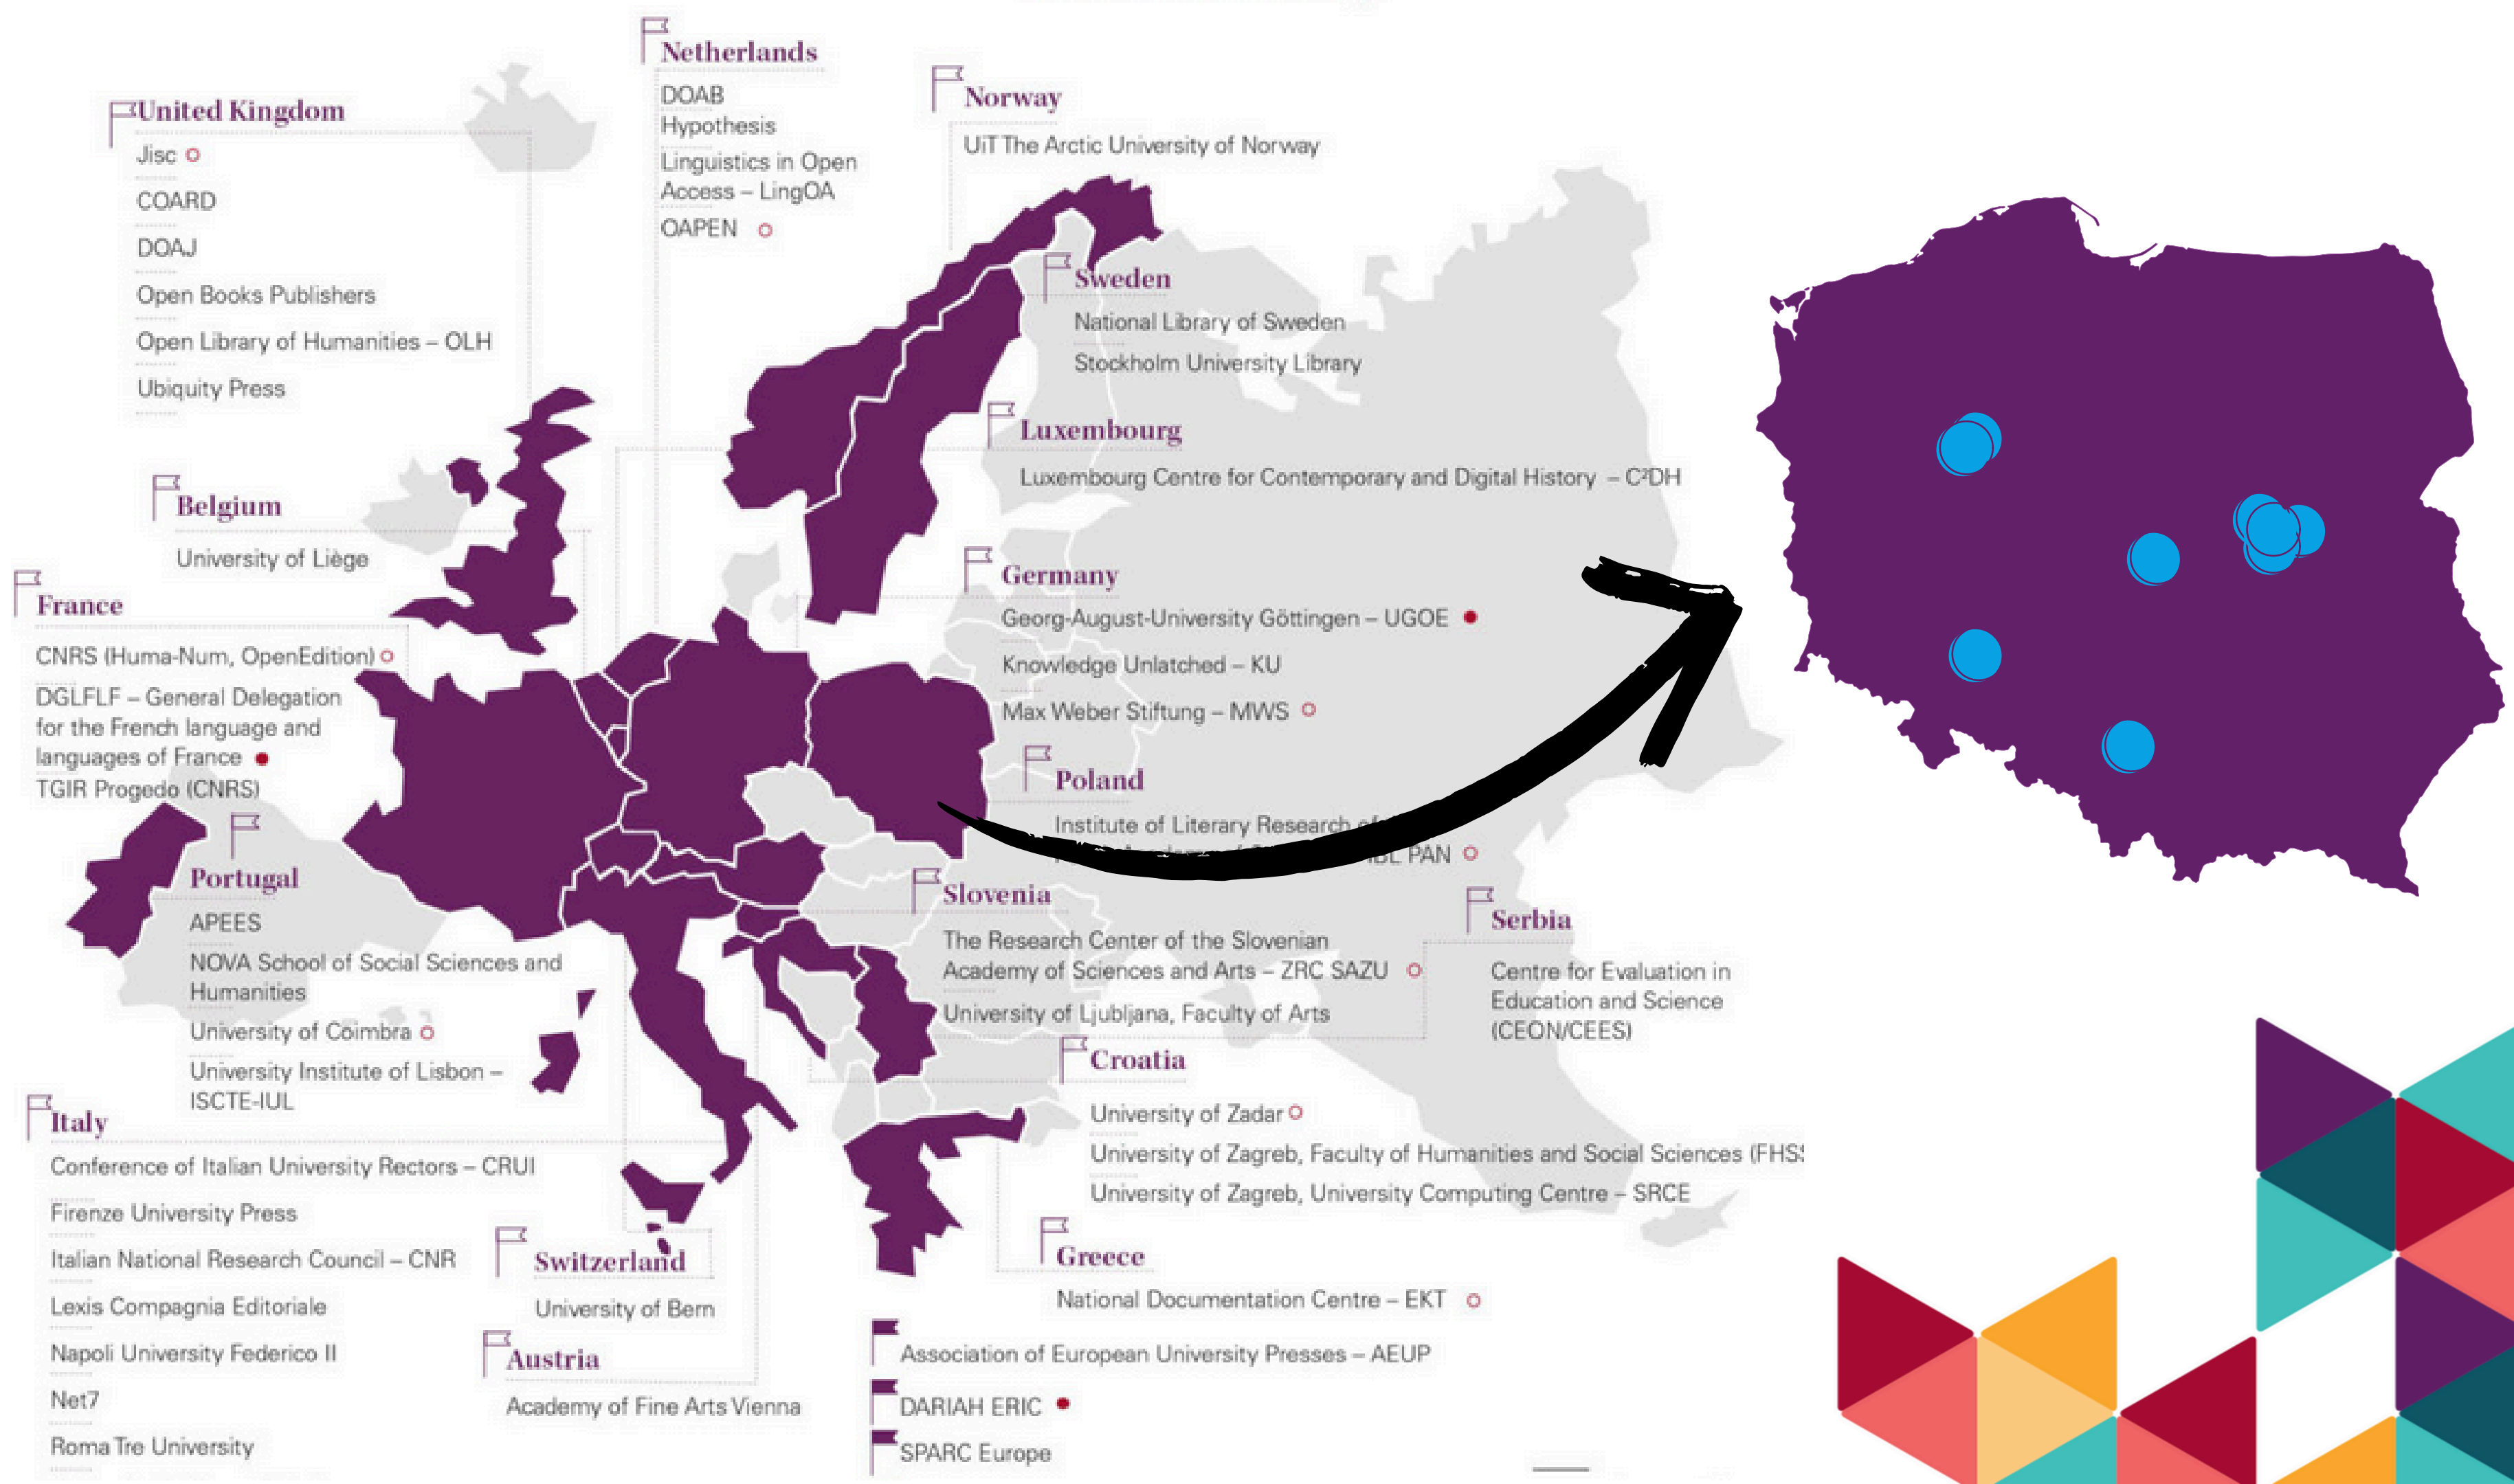 Netherlands
DOAB
Hypothesis
Linguistics in Open
Access – LingOA
OAPEN
Norway
UiT The Arctic University of Norway
United Kingdom
Jisc
COARD
DOAJ
Open Books Publishers
Open Library of Humanities – OLH
Ubiquity Press
Sweden
National Library of Sweden
Stockholm University Library
Luxembourg
Luxembourg Centre for Contemporary and Digital History – C²DH
Belgium
University of Liège
France
CNRS (Huma-Num, OpenEdition)
DGLFLF – General Delegation
for the French language and
languages of France
TGIR Progedo (CNRS)
Germany
Georg-August-University Göttingen – UGOE
Knowledge Unlatched – KU
Max Weber Stiftung – MWS
Poland
Institute of Literary Research of
IBL PAN
Portugal
APEES
NOVA School of Social Sciences and
Humanities
University of Coimbra
University Institute of Lisbon –
ISCTE-IUL
Slovenia
The Research Center of the Slovenian
Academy of Sciences and Arts – ZRC SAZU
University of Ljubljana, Faculty of Arts
Serbia
Centre for Evaluation in
Education and Science
(CEON/CEES)
Croatia
University of Zadar
University of Zagreb, Faculty of Humanities and Social Sciences (FHSS
University of Zagreb, University Computing Centre – SRCE
Italy
Conference of Italian University Rectors – CRUI
Firenze University Press
Italian National Research Council – CNR
Lexis Compagnia Editoriale
Napoli University Federico II
Net7
Roma Tre University
Switzerland
University of Bern
Austria
Academy of Fine Arts Vienna
Greece
National Documentation Centre – EKT
Association of European University Presses – AEUP
DARIAH ERIC
SPARC Europe